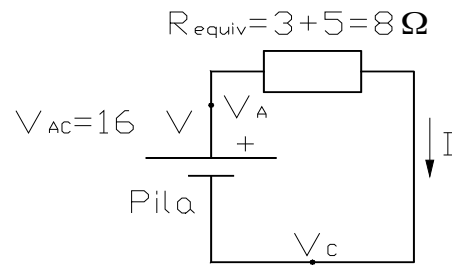 Requiv=3+5=8 Ω
VA
VAC=16 V
+
I
Pila
VC